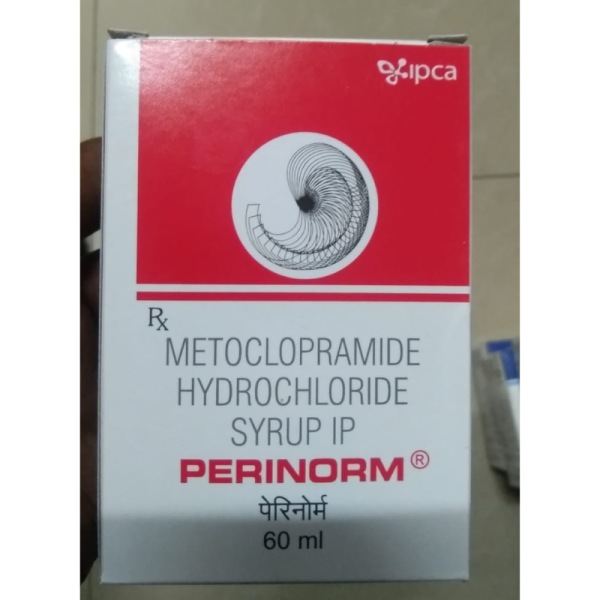 ipca
Rx
METOCLOPRAMIDE
HYDROCHLORIDE
SYRUP IP
PERINORM®
पेरिनोर्म
60 ml